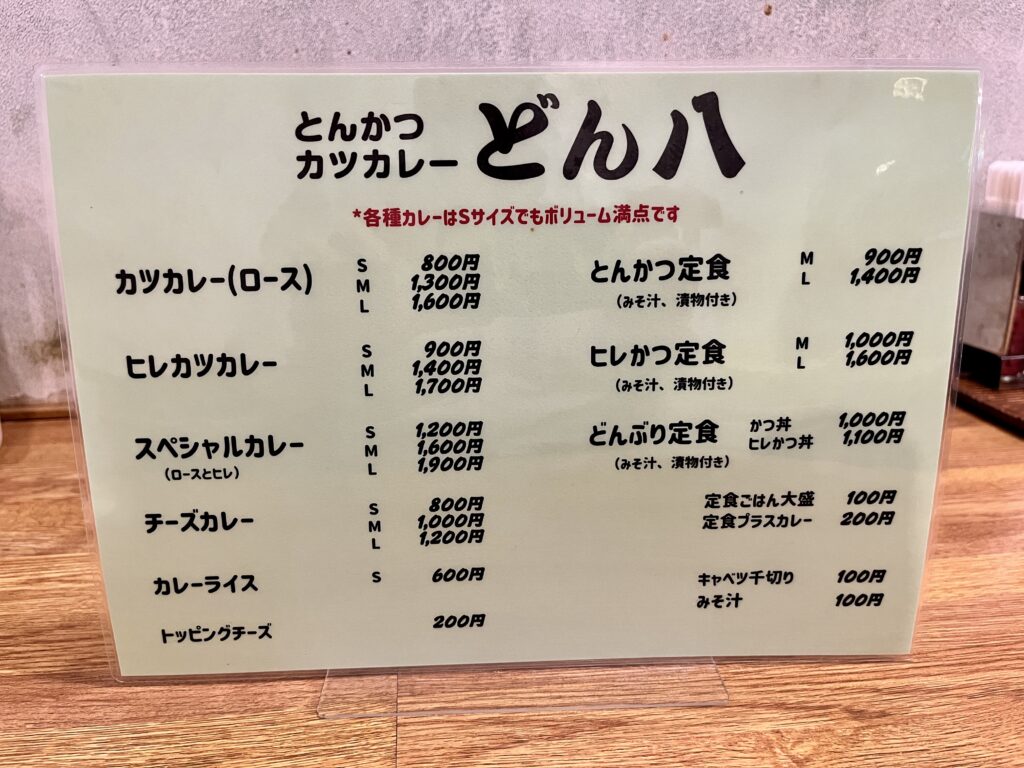 とんかつ
カツカレー
どん八
*各種カレーはSサイズでもボリューム満点です
カツカレー(ロース) S 800円
M 1,300円
L 1,600円
ヒレカツカレー S 900円
M 1,400円
L 1,700円
スペシャルカレー S 1,200円
(ロースとヒレ) M 1,600円
L 1,900円
チーズカレー S 800円
M 1,000円
L 1,200円
カレーライス S 600円
トッピングチーズ 200円
とんかつ定食 M 900円
L 1,400円
(みそ汁、漬物付き)
ヒレかつ定食 M 1,000円
L 1,600円
(みそ汁、漬物付き)
どんぶり定食 かつ丼 1,000円
ヒレかつ丼 1,100円
(みそ汁、漬物付き)
定食ごはん大盛 100円
定食プラスカレー 200円
キャベツ千切り 100円
みそ汁 100円